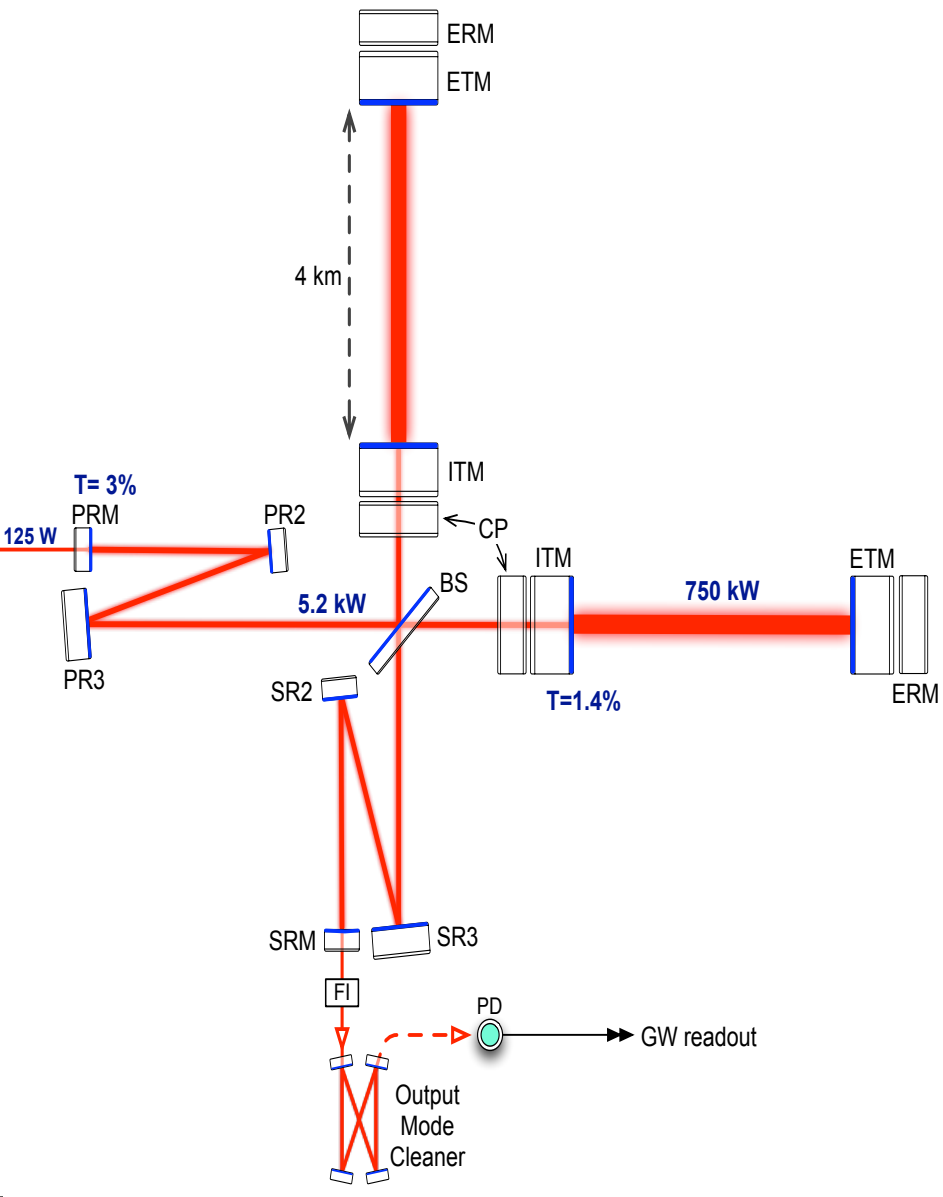 ERM
ETM
4 km
ITM
T= 3%
PRM
PR2
CP
125 W
ITM
ETM
BS
750 kW
5.2 kW
PR3
SR2
T=1.4%
ERM
SRM
SR3
FI
PD
GW readout
Output
Mode
Cleaner